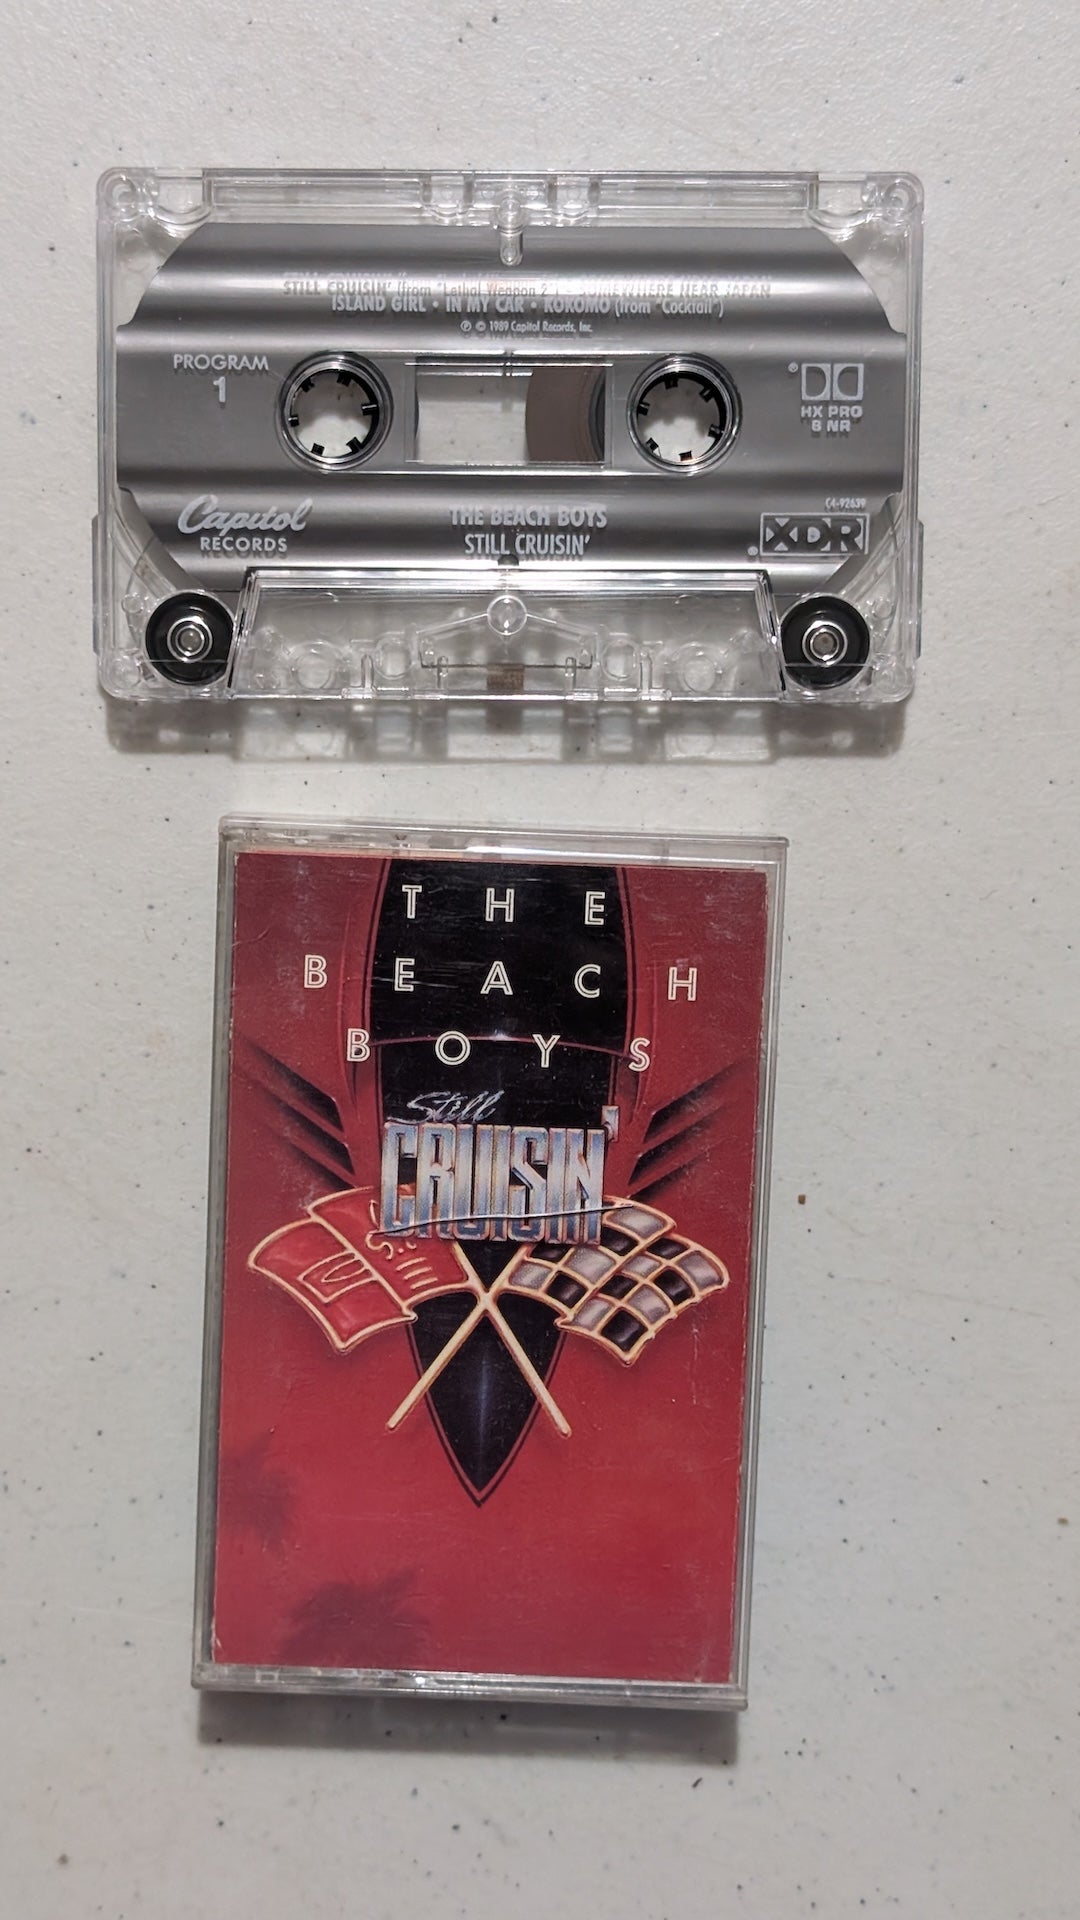 STILL CRUISIN' (from "Lethal Weapon 2") • SOMEWHERE NEAR JAPAN
ISLAND GIRL • IN MY CAR • KOKOMO (from "Cocktail")
℗ © 1989 Capitol Records, Inc.
PROGRAM
1
®
HX PRO
B NR
Capitol
RECORDS
THE BEACH BOYS
STILL CRUISIN'
C4-92639
® XDR
THE
BEACH
BOYS
Still
CRUISIN'